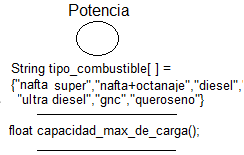 Potencia
String tipo_combustible[ ] =
{"nafta super","nafta+octanaje","diesel",
"ultra diesel","gnc","queroseno"}
float capacidad_max_de_carga();